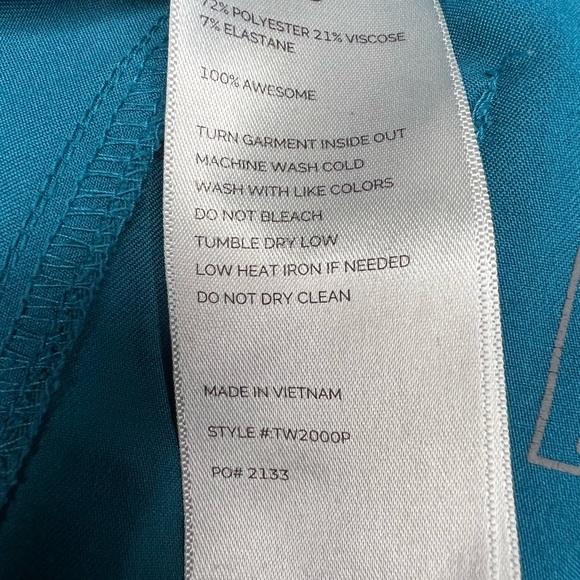 72% POLYESTER 21% VISCOSE
7% ELASTANE
100% AWESOME
TURN GARMENT INSIDE OUT
MACHINE WASH COLD
WASH WITH LIKE COLORS
DO NOT BLEACH
TUMBLE DRY LOW
LOW HEAT IRON IF NEEDED
DO NOT DRY CLEAN
MADE IN VIETNAM
STYLE #:TW2000P
PO# 2133